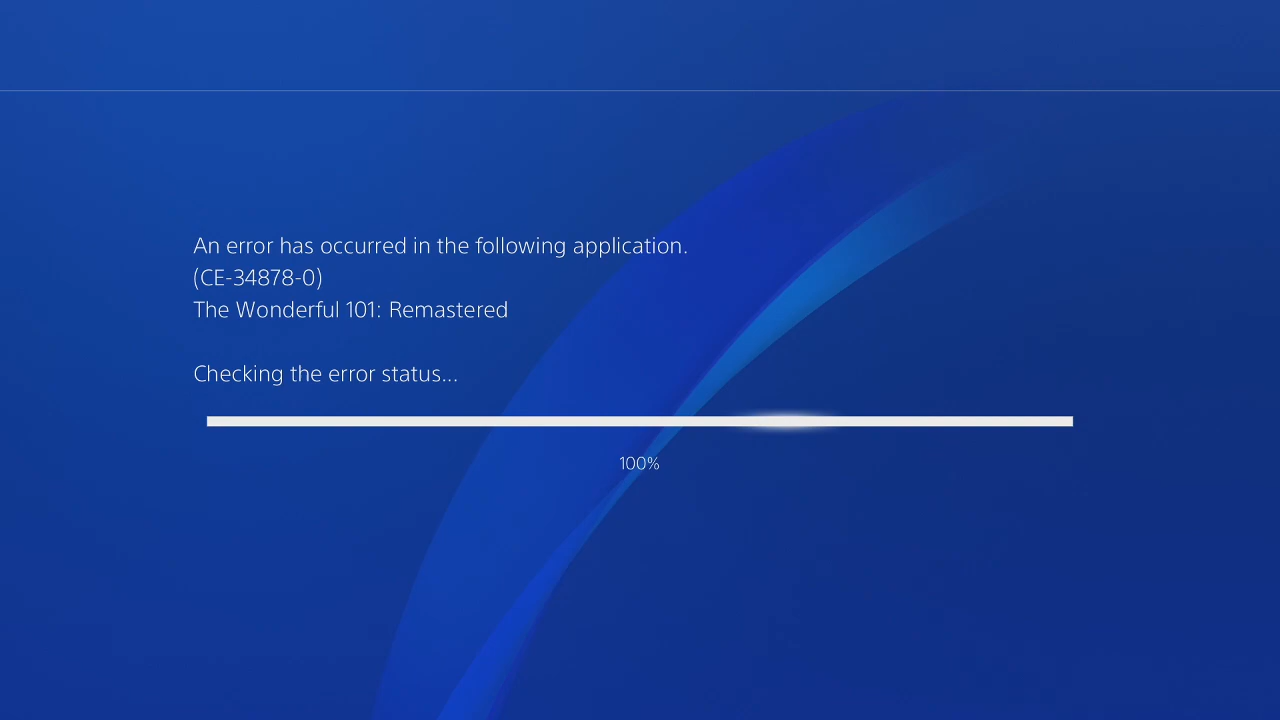 An error has occurred in the following application.
(CE-34878-0)
The Wonderful 101: Remastered
Checking the error status...
100%